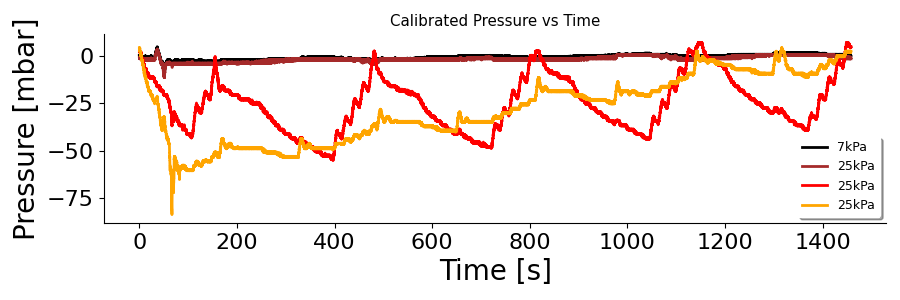 Calibrated Pressure vs Time
Pressure [mbar]
0
−25
−50
−75
0 200 400 600 800 1000 1200 1400
Time [s]
7kPa
25kPa
25kPa
25kPa